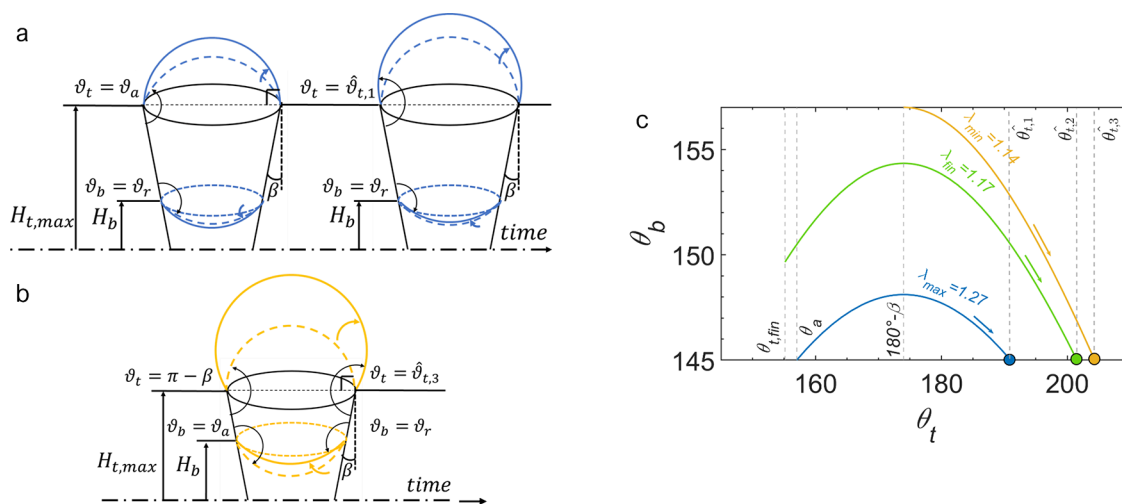 a
ϑt = ϑa
ϑt = ϑ̂t,1
ϑb = ϑr
β
ϑb = ϑr
β
Ht,max
Hb
Hb
time
b
ϑt = π − β
ϑt = ϑ̂t,3
ϑb = ϑa
ϑb = ϑr
Ht,max
Hb
β
time
c
155
150
145
θb
λmin=1.14
λfin=1.17
λmax=1.27
θt,fin
θa
180°-β
θ̂t,1
θ̂t,2
θ̂t,3
160
180
200
θt